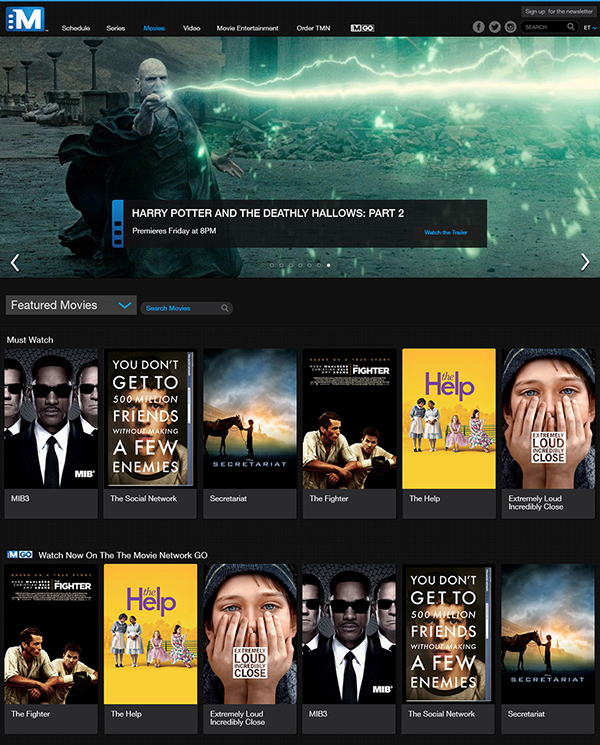 Sign up for the newsletter
M
Schedule Series Movies Video Movie Entertainment Order TMN M GO SEARCH ET
HARRY POTTER AND THE DEATHLY HALLOWS: PART 2
Premieres Friday at 8PM
Watch the Trailer
Featured Movies
Search Movies
Must Watch
MIB³
YOU DON'T
GET TO
500 MILLION
FRIENDS
WITHOUT MAKING
A FEW
ENEMIES
SECRETARIAT
BASED ON A TRUE STORY
THE FIGHTER
the Help
EXTREMELY
LOUD
INCREDIBLY
CLOSE
MIB3
The Social Network
Secretariat
The Fighter
The Help
Extremely Loud
Incredibly Close
M GO Watch Now On The The Movie Network GO
BASED ON A TRUE STORY
THE FIGHTER
the Help
EXTREMELY
LOUD
INCREDIBLY
CLOSE
MIB³
YOU DON'T
GET TO
500 MILLION
FRIENDS
WITHOUT MAKING
A FEW
ENEMIES
SECRETARIAT
The Fighter
The Help
Extremely Loud
Incredibly Close
MIB3
The Social Network
Secretariat